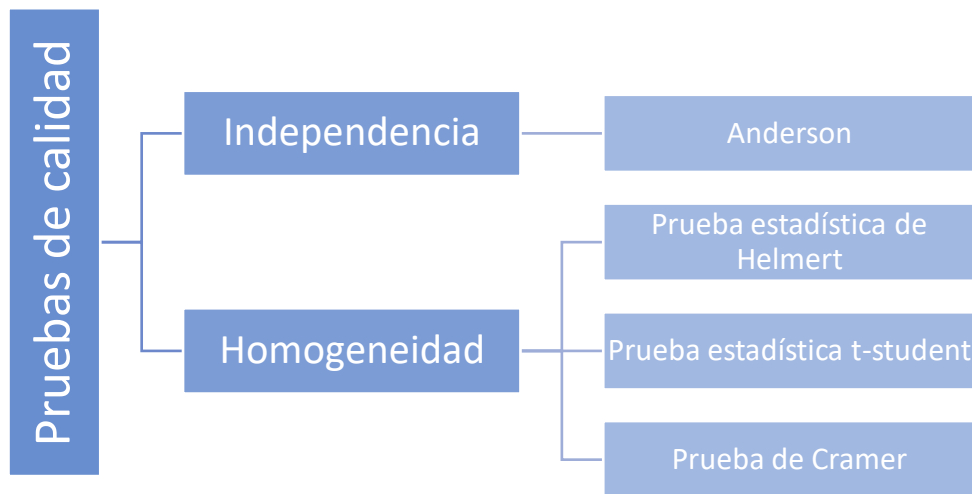 Pruebas de calidad
Independencia
Anderson
Homogeneidad
Prueba estadística de
Helmert
Prueba estadística t-student
Prueba de Cramer